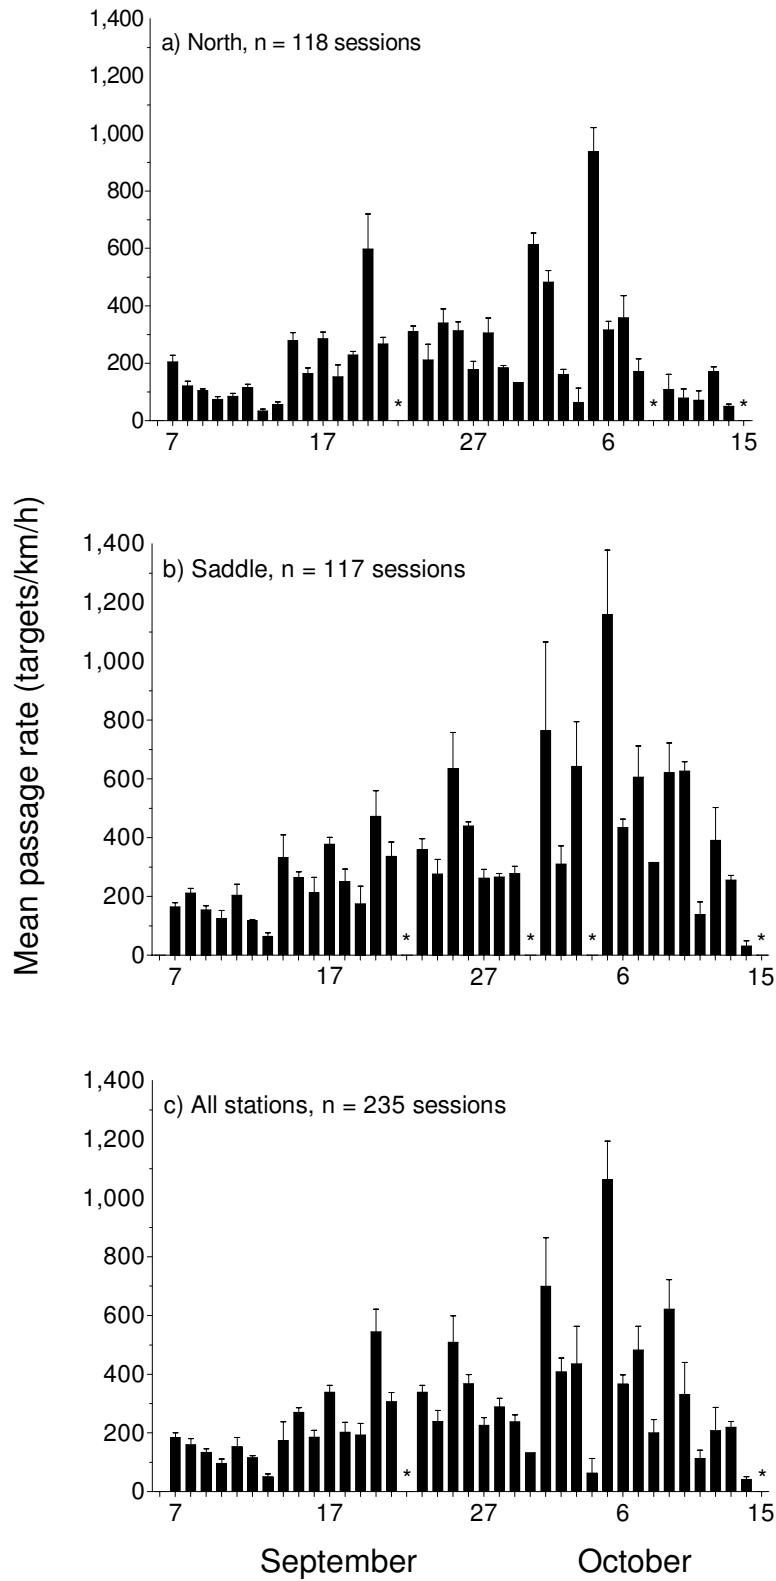 Mean passage rate (targets/km/h)
a) North, n = 118 sessions
1,400
1,200
1,000
800
600
400
200
0
* * *
7 17 27 6 15
b) Saddle, n = 117 sessions
1,400
1,200
1,000
800
600
400
200
0
* * * *
7 17 27 6 15
c) All stations, n = 235 sessions
1,400
1,200
1,000
800
600
400
200
0
* *
7 17 27 6 15
September October